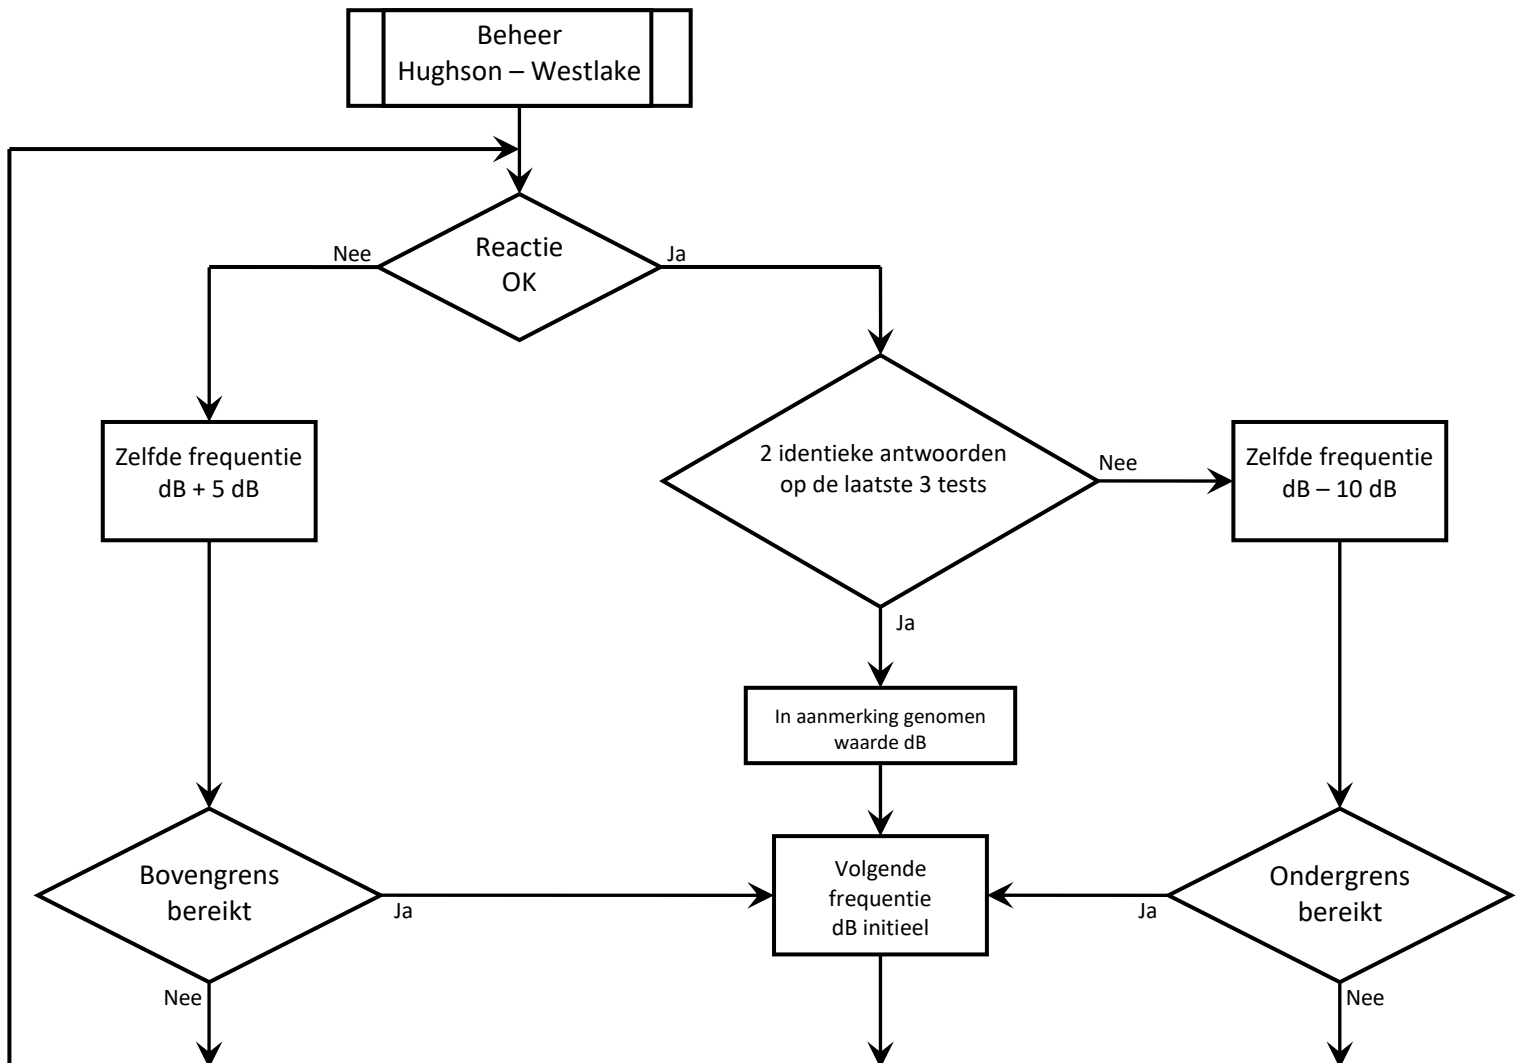 Beheer
Hughson – Westlake
Nee
Reactie
OK
Ja
Zelfde frequentie
dB + 5 dB
2 identieke antwoorden
op de laatste 3 tests
Nee
Zelfde frequentie
dB – 10 dB
Ja
In aanmerking genomen
waarde dB
Bovengrens
bereikt
Ja
Volgende
frequentie
dB initieel
Ja
Ondergrens
bereikt
Nee
Nee